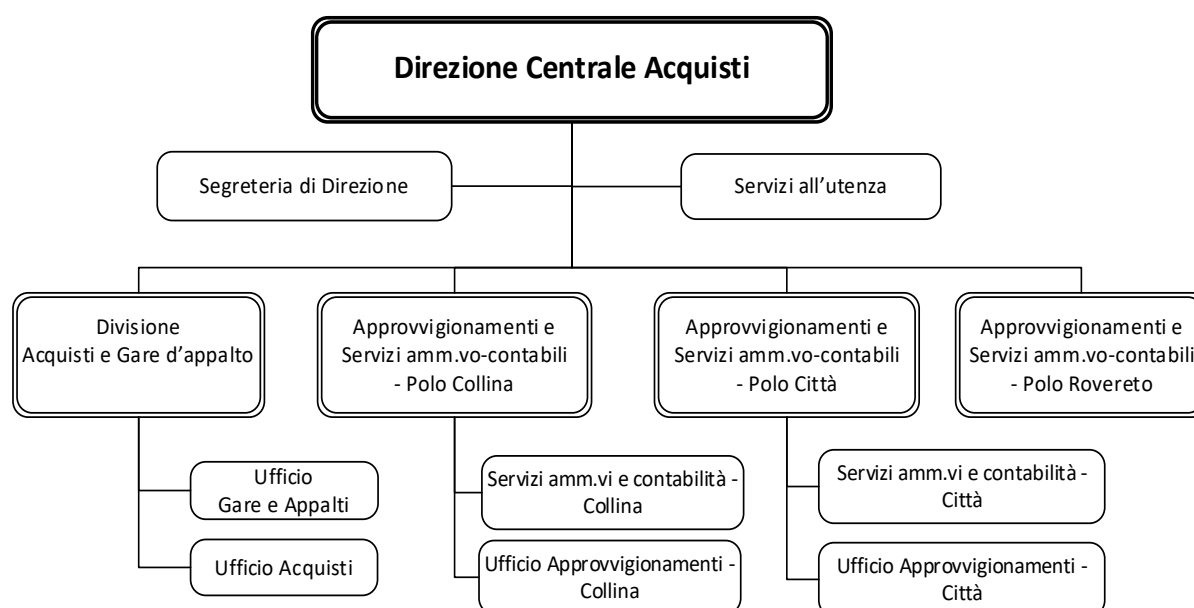 Direzione Centrale Acquisti
Segreteria di Direzione
Servizi all’utenza
Divisione
Acquisti e Gare d’appalto
Approvvigionamenti e
Servizi amm.vo-contabili
- Polo Collina
Approvvigionamenti e
Servizi amm.vo-contabili
- Polo Città
Approvvigionamenti e
Servizi amm.vo-contabili
- Polo Rovereto
Ufficio
Gare e Appalti
Servizi amm.vi e contabilità -
Collina
Servizi amm.vi e contabilità -
Città
Ufficio Acquisti
Ufficio Approvvigionamenti -
Collina
Ufficio Approvvigionamenti -
Città